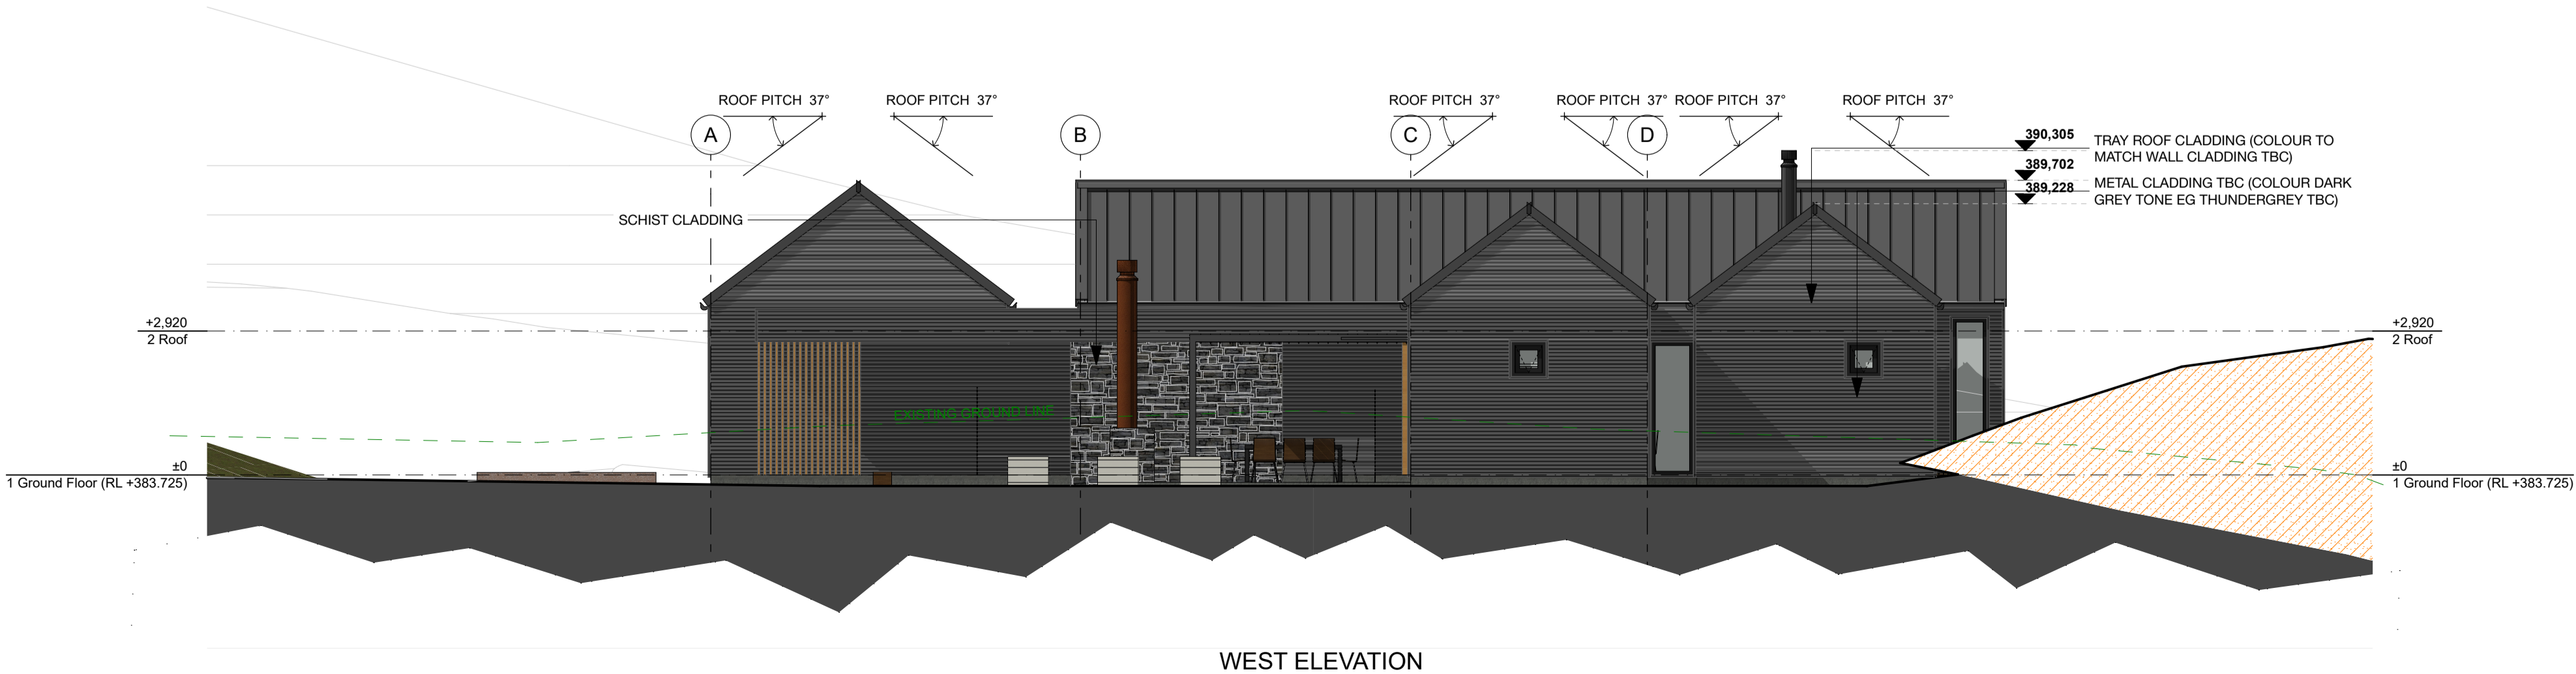 ROOF PITCH 37°
ROOF PITCH 37°
ROOF PITCH 37°
ROOF PITCH 37°
ROOF PITCH 37°
ROOF PITCH 37°
A
B
C
D
390,305
TRAY ROOF CLADDING (COLOUR TO
MATCH WALL CLADDING TBC)
389,702
389,228
METAL CLADDING TBC (COLOUR DARK
GREY TONE EG THUNDERGREY TBC)
SCHIST CLADDING
+2,920
2 Roof
+2,920
2 Roof
EXISTING GROUND LINE
±0
1 Ground Floor (RL +383.725)
±0
1 Ground Floor (RL +383.725)
WEST ELEVATION